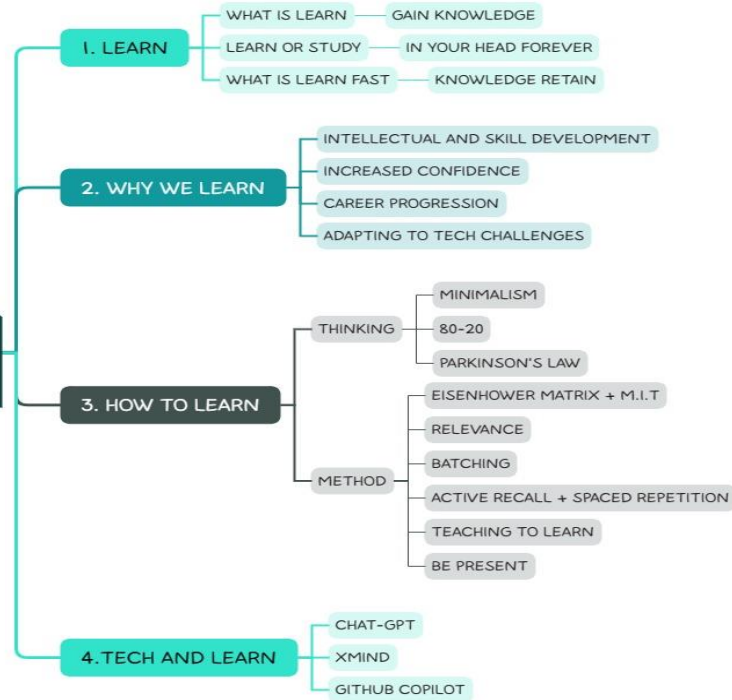 1. LEARN
WHAT IS LEARN
GAIN KNOWLEDGE
LEARN OR STUDY
IN YOUR HEAD FOREVER
WHAT IS LEARN FAST
KNOWLEDGE RETAIN
2. WHY WE LEARN
INTELLECTUAL AND SKILL DEVELOPMENT
INCREASED CONFIDENCE
CAREER PROGRESSION
ADAPTING TO TECH CHALLENGES
3. HOW TO LEARN
THINKING
MINIMALISM
80-20
PARKINSON'S LAW
METHOD
EISENHOWER MATRIX + M.I.T
RELEVANCE
BATCHING
ACTIVE RECALL + SPACED REPETITION
TEACHING TO LEARN
BE PRESENT
4.TECH AND LEARN
CHAT-GPT
XMIND
GITHUB COPILOT